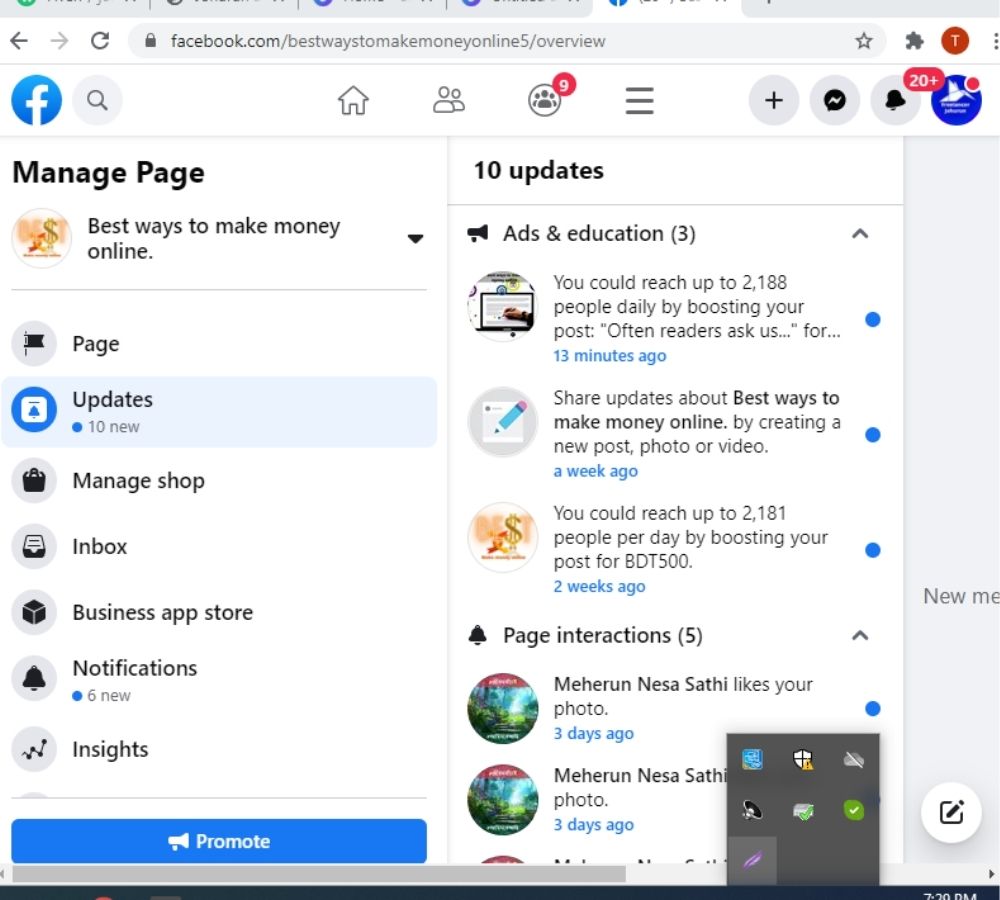 facebook.com/bestwaystomakemoneyonline5/overview
T
9
20+
Manage Page
10 updates
Best ways to make money
online.
Ads & education (3)
You could reach up to 2,188
people daily by boosting your
post: "Often readers ask us..." for...
13 minutes ago
Page
Updates
10 new
Share updates about Best ways to
make money online. by creating a
new post, photo or video.
a week ago
Manage shop
Inbox
You could reach up to 2,181
people per day by boosting your
post for BDT500.
2 weeks ago
New me
Business app store
Page interactions (5)
Notifications
6 new
Meherun Nesa Sathi likes your
photo.
3 days ago
Insights
Meherun Nesa Sathi
photo.
3 days ago
Promote
7:29 PM